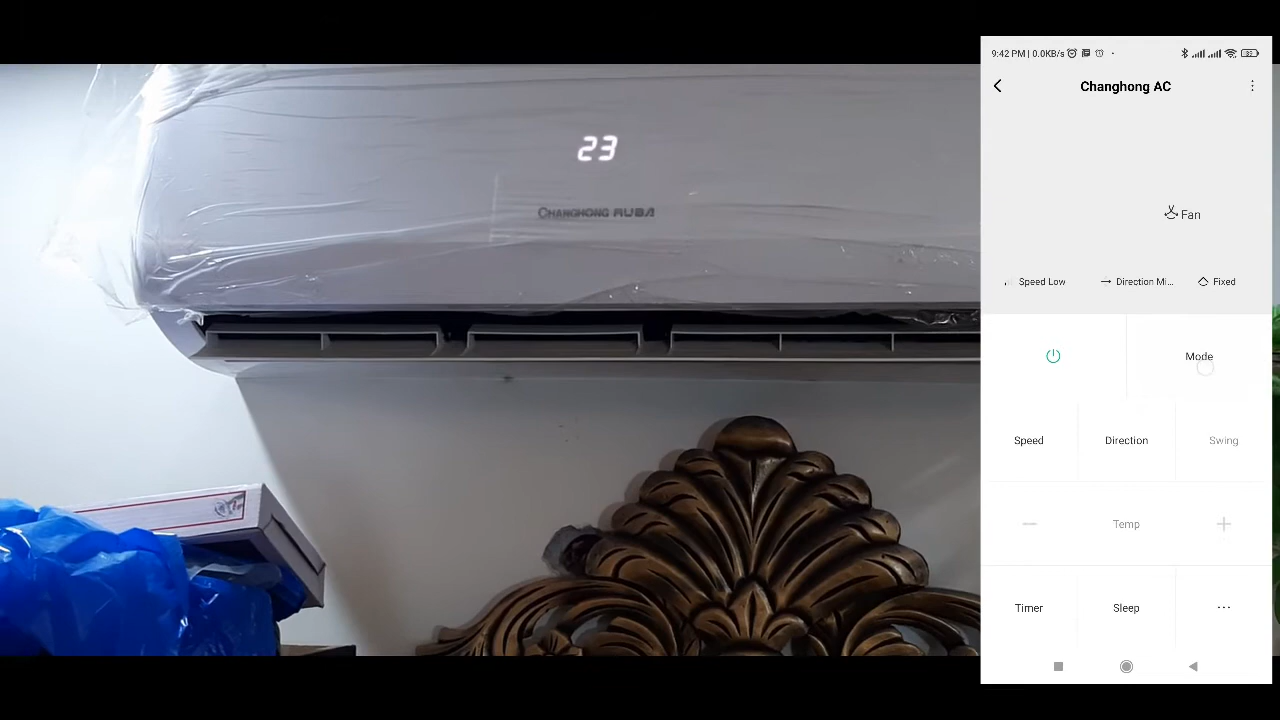 23
CHANGHONG RUBA
9:42 PM | 0.0KB/s
Changhong AC
Fan
Speed Low
Direction Mi...
Fixed
Mode
Speed
Direction
Swing
Temp
Timer
Sleep